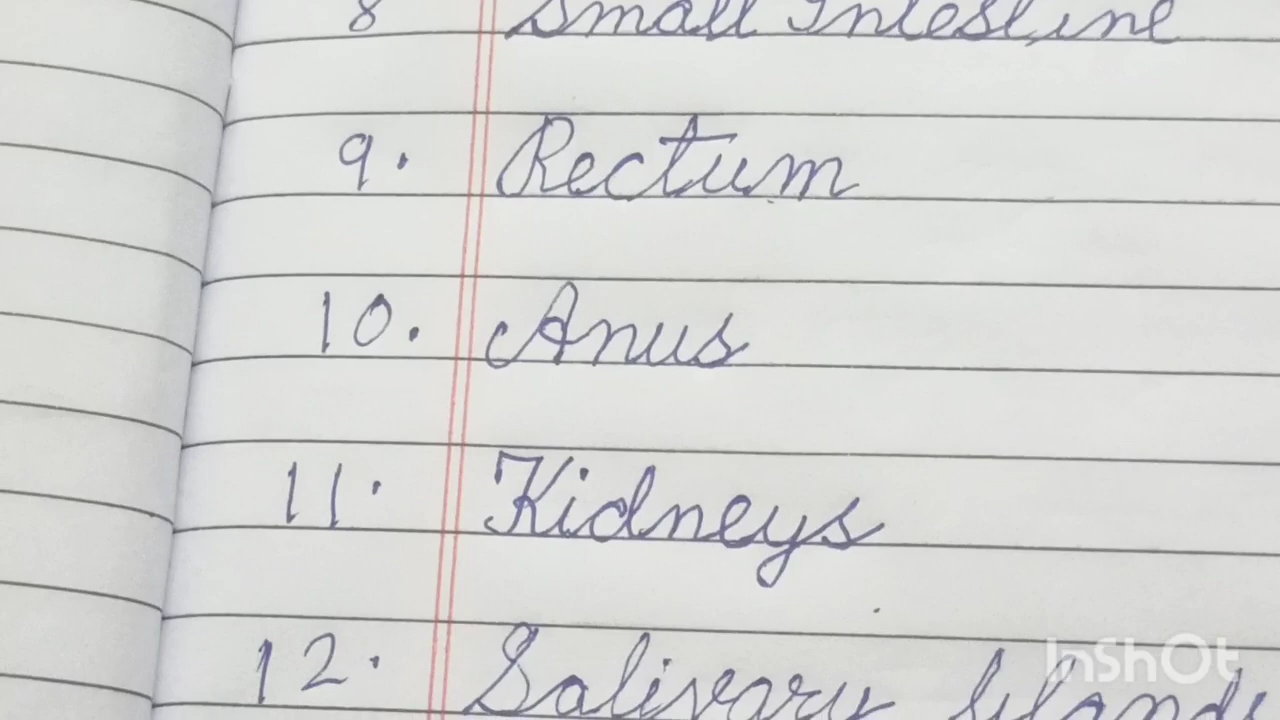 8 Small Intestine
9. Rectum
10. Anus
11. Kidneys
12. Salivary Glands
InShOt